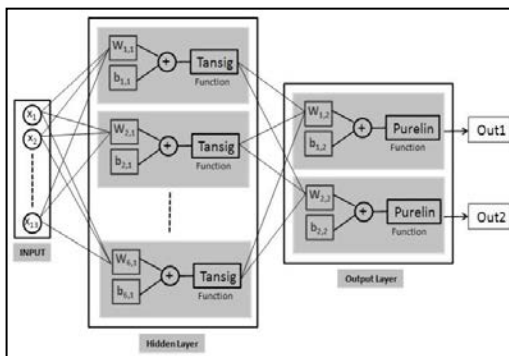 X1
X2
X13
INPUT
W1,1
b1,1
+
Tansig
Function
W2,1
b2,1
+
Tansig
Function
W6,1
b6,1
+
Tansig
Function
Hidden Layer
W1,2
b1,2
+
Purelin
Function
W2,2
b2,2
+
Purelin
Function
Output Layer
Out1
Out2